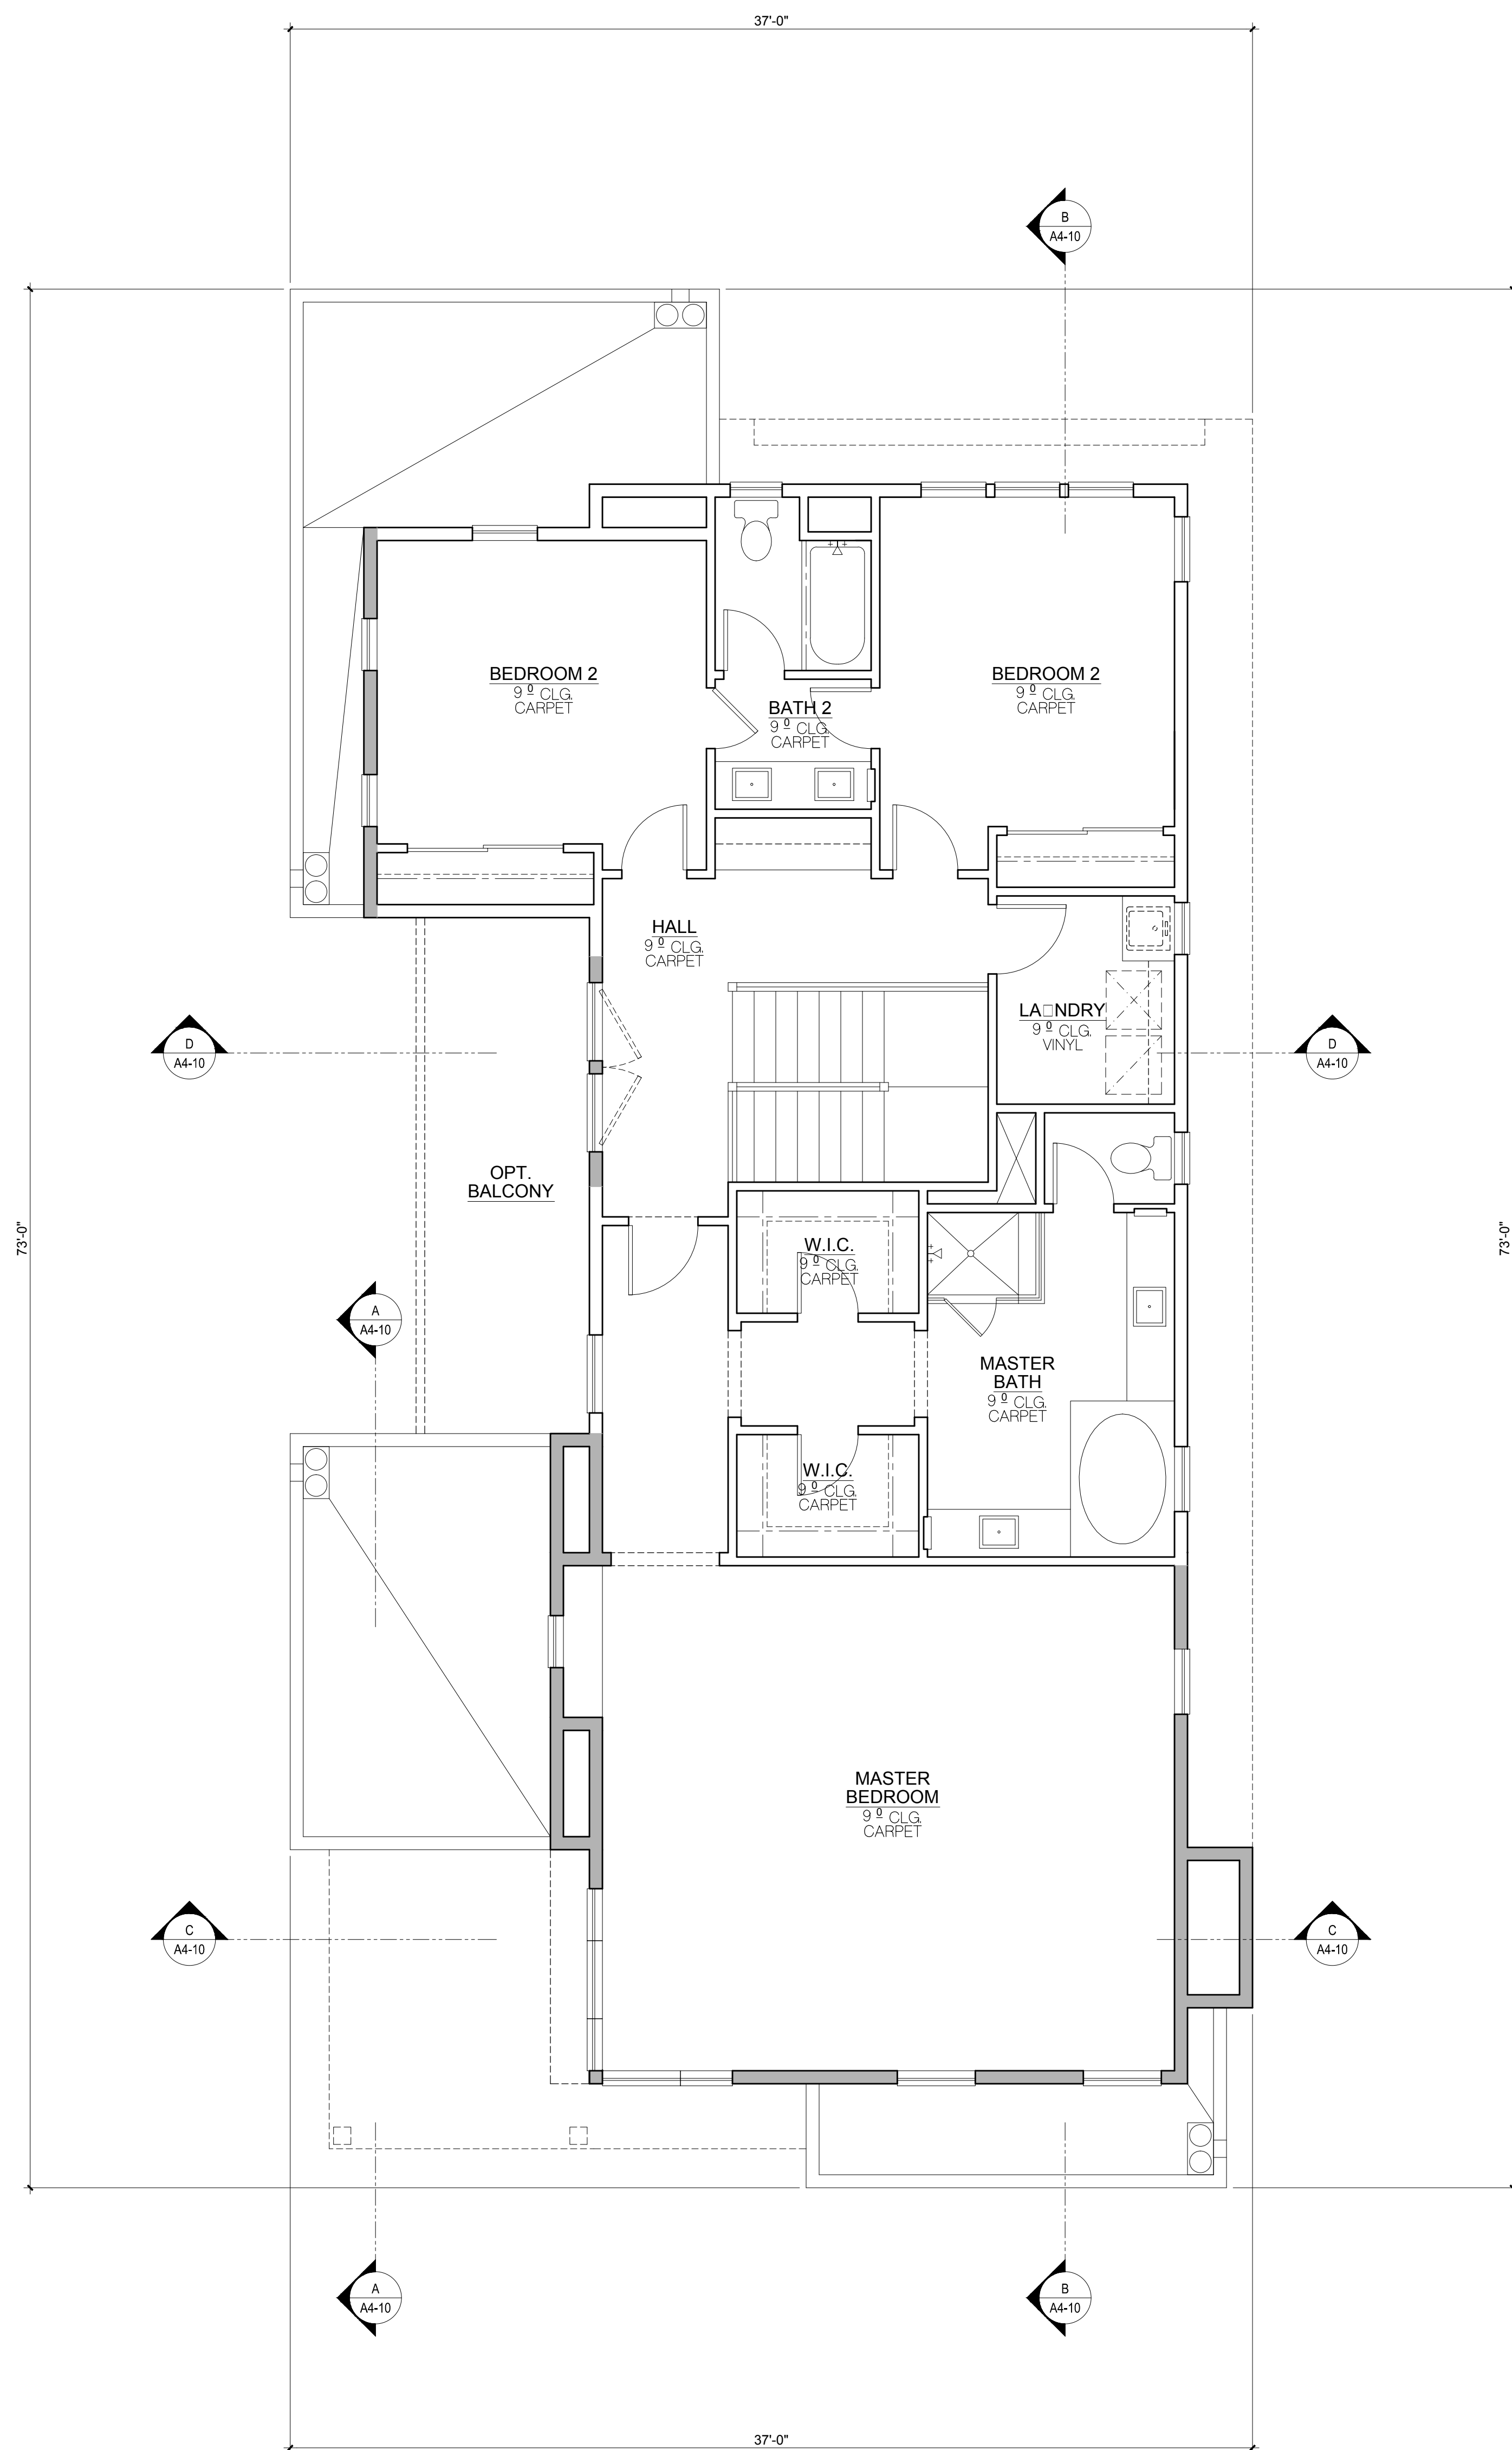 37'-0"
B
A4-10
BEDROOM 2
9 0 CLG.
CARPET
BEDROOM 2
9 0 CLG.
CARPET
BATH 2
9 0 CLG.
CARPET
HALL
9 0 CLG.
CARPET
LA□NDRY
9 0 CLG.
VINYL
D
A4-10
D
A4-10
OPT.
BALCONY
73'-0"
73'-0"
W.I.C.
9 0 CLG.
CARPET
A
A4-10
MASTER
BATH
9 0 CLG.
CARPET
W.I.C.
9 0 CLG.
CARPET
MASTER
BEDROOM
9 0 CLG.
CARPET
C
A4-10
C
A4-10
A
A4-10
B
A4-10
37'-0"